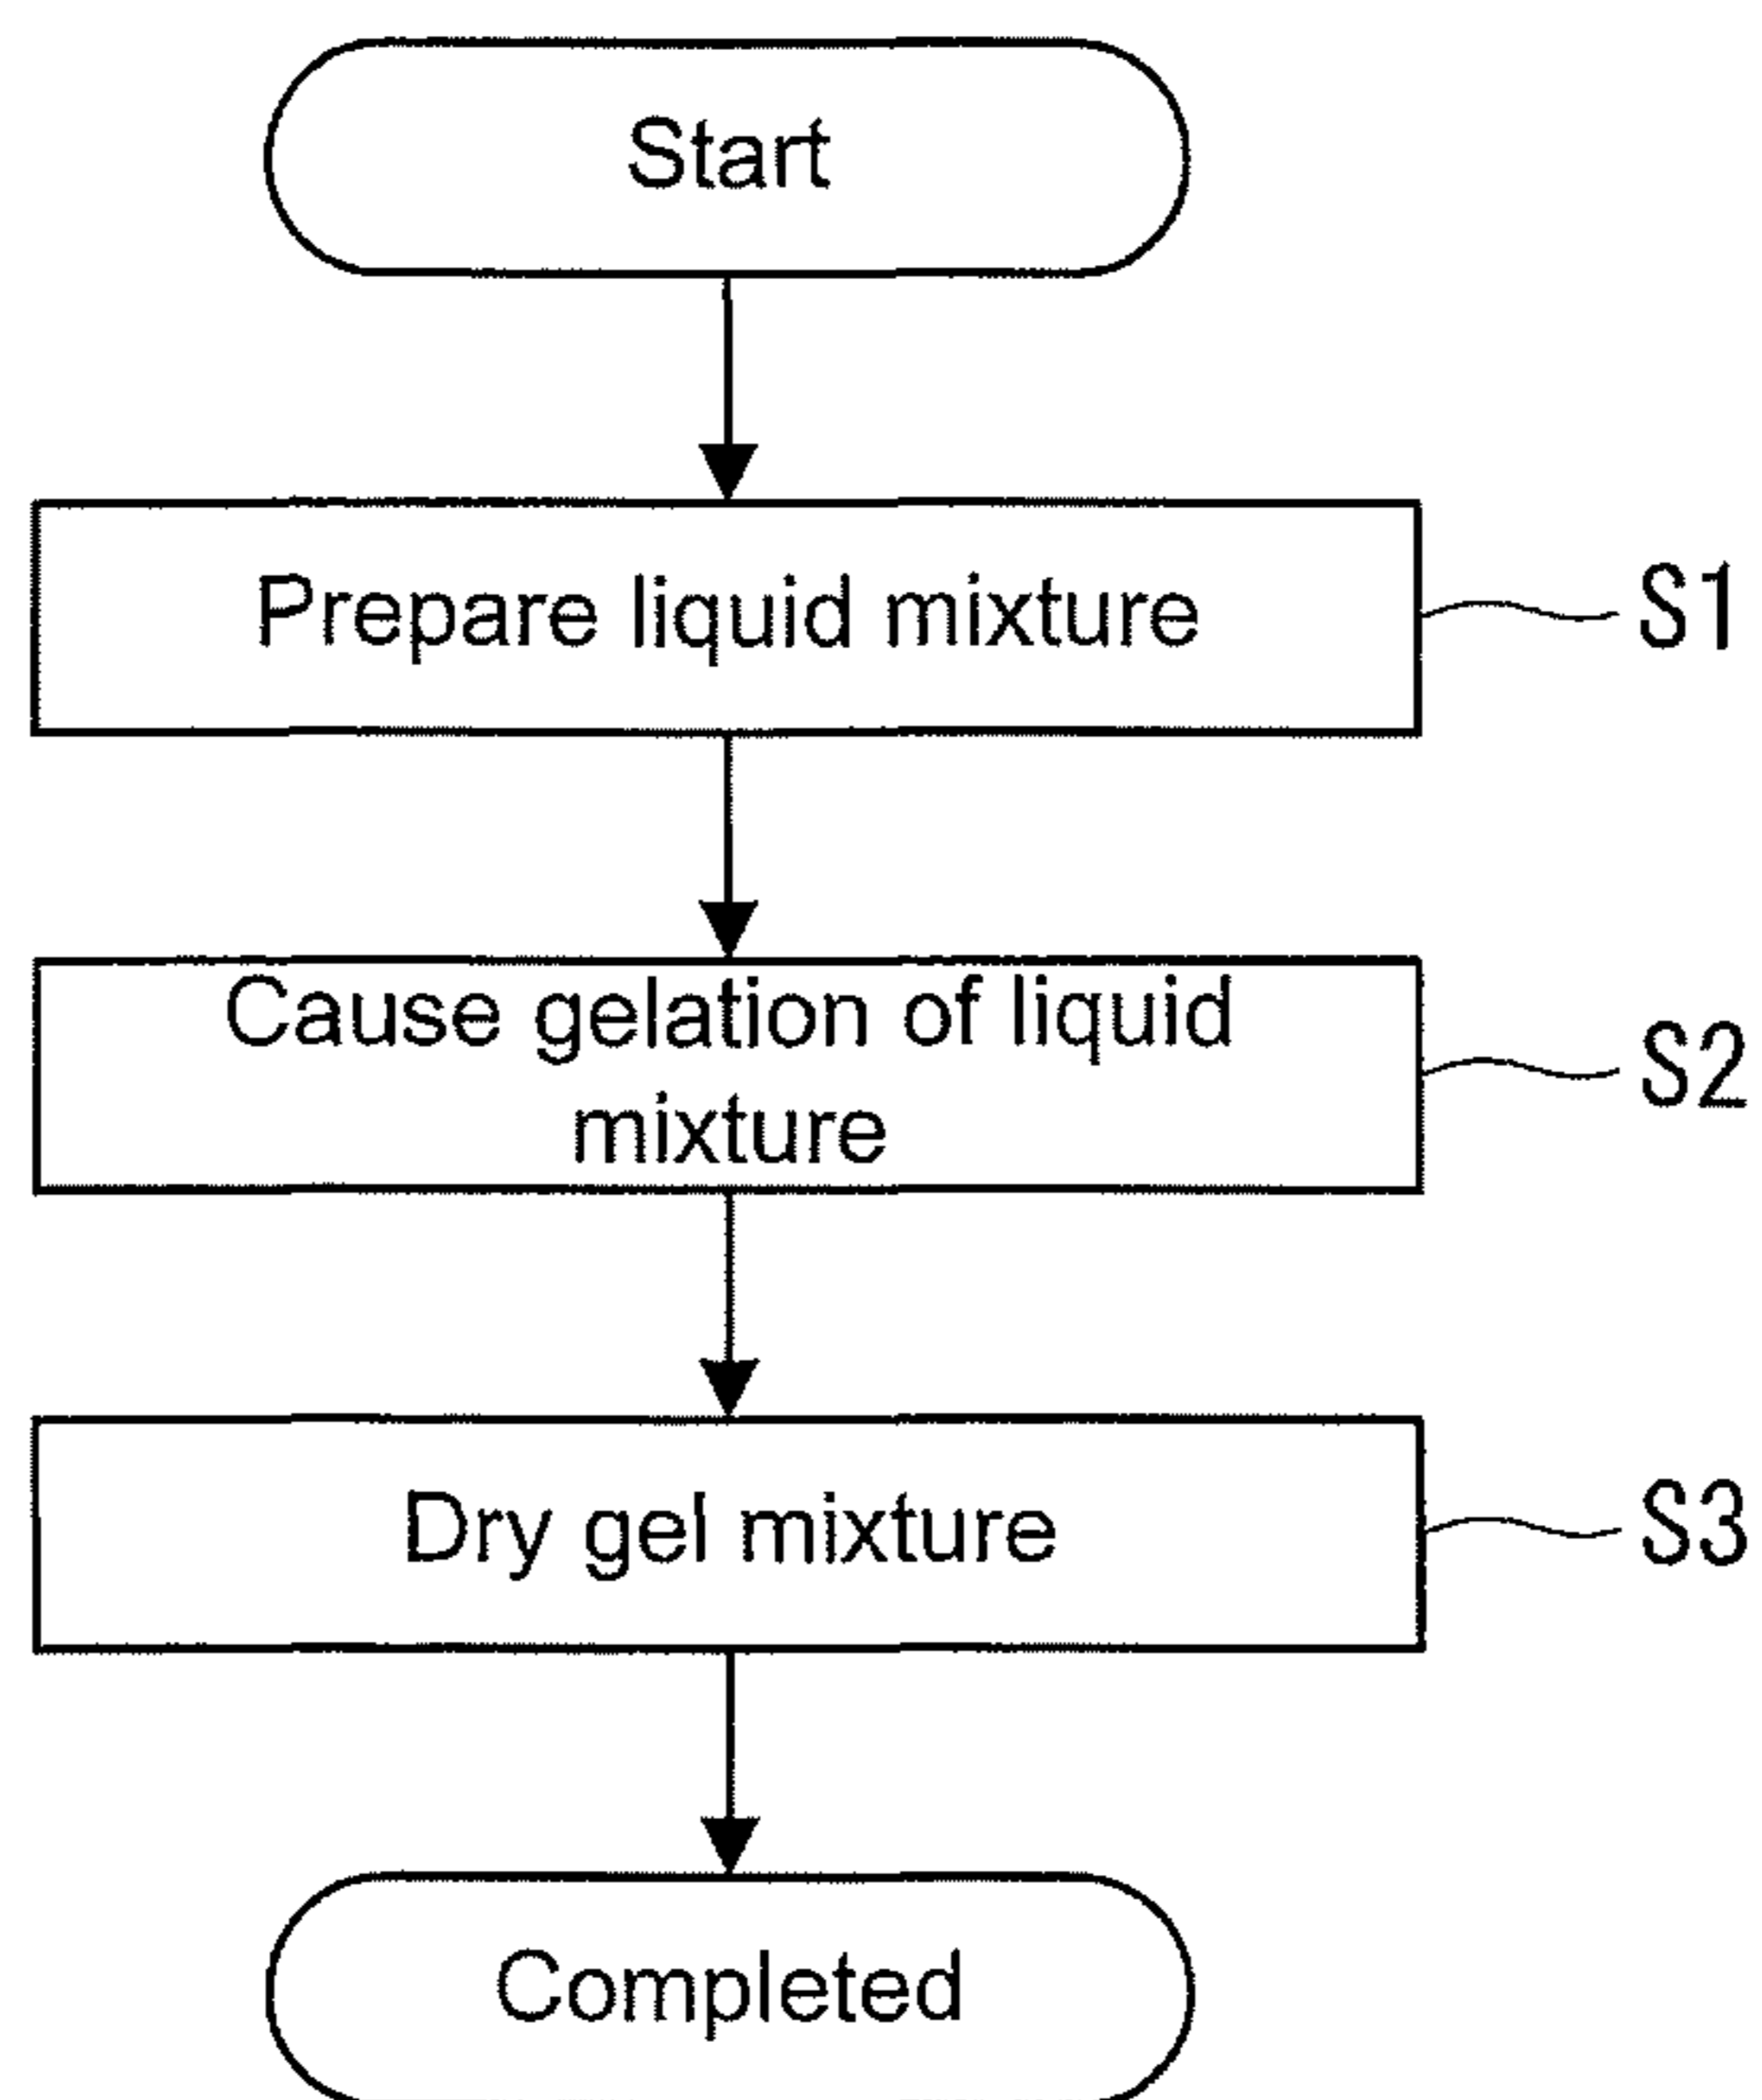 Start
Prepare liquid mixture
S1
Cause gelation of liquid
mixture
S2
Dry gel mixture
S3
Completed